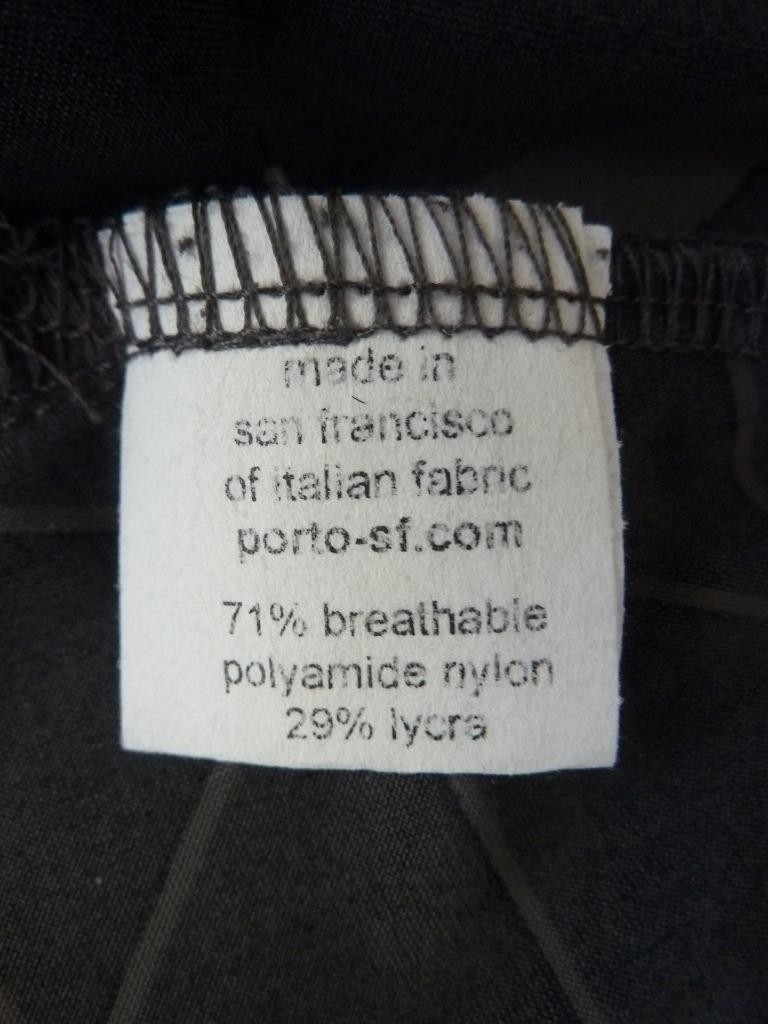 made in
san francisco
of italian fabric
porto-sf.com
71% breathable
polyamide nylon
29% lycra